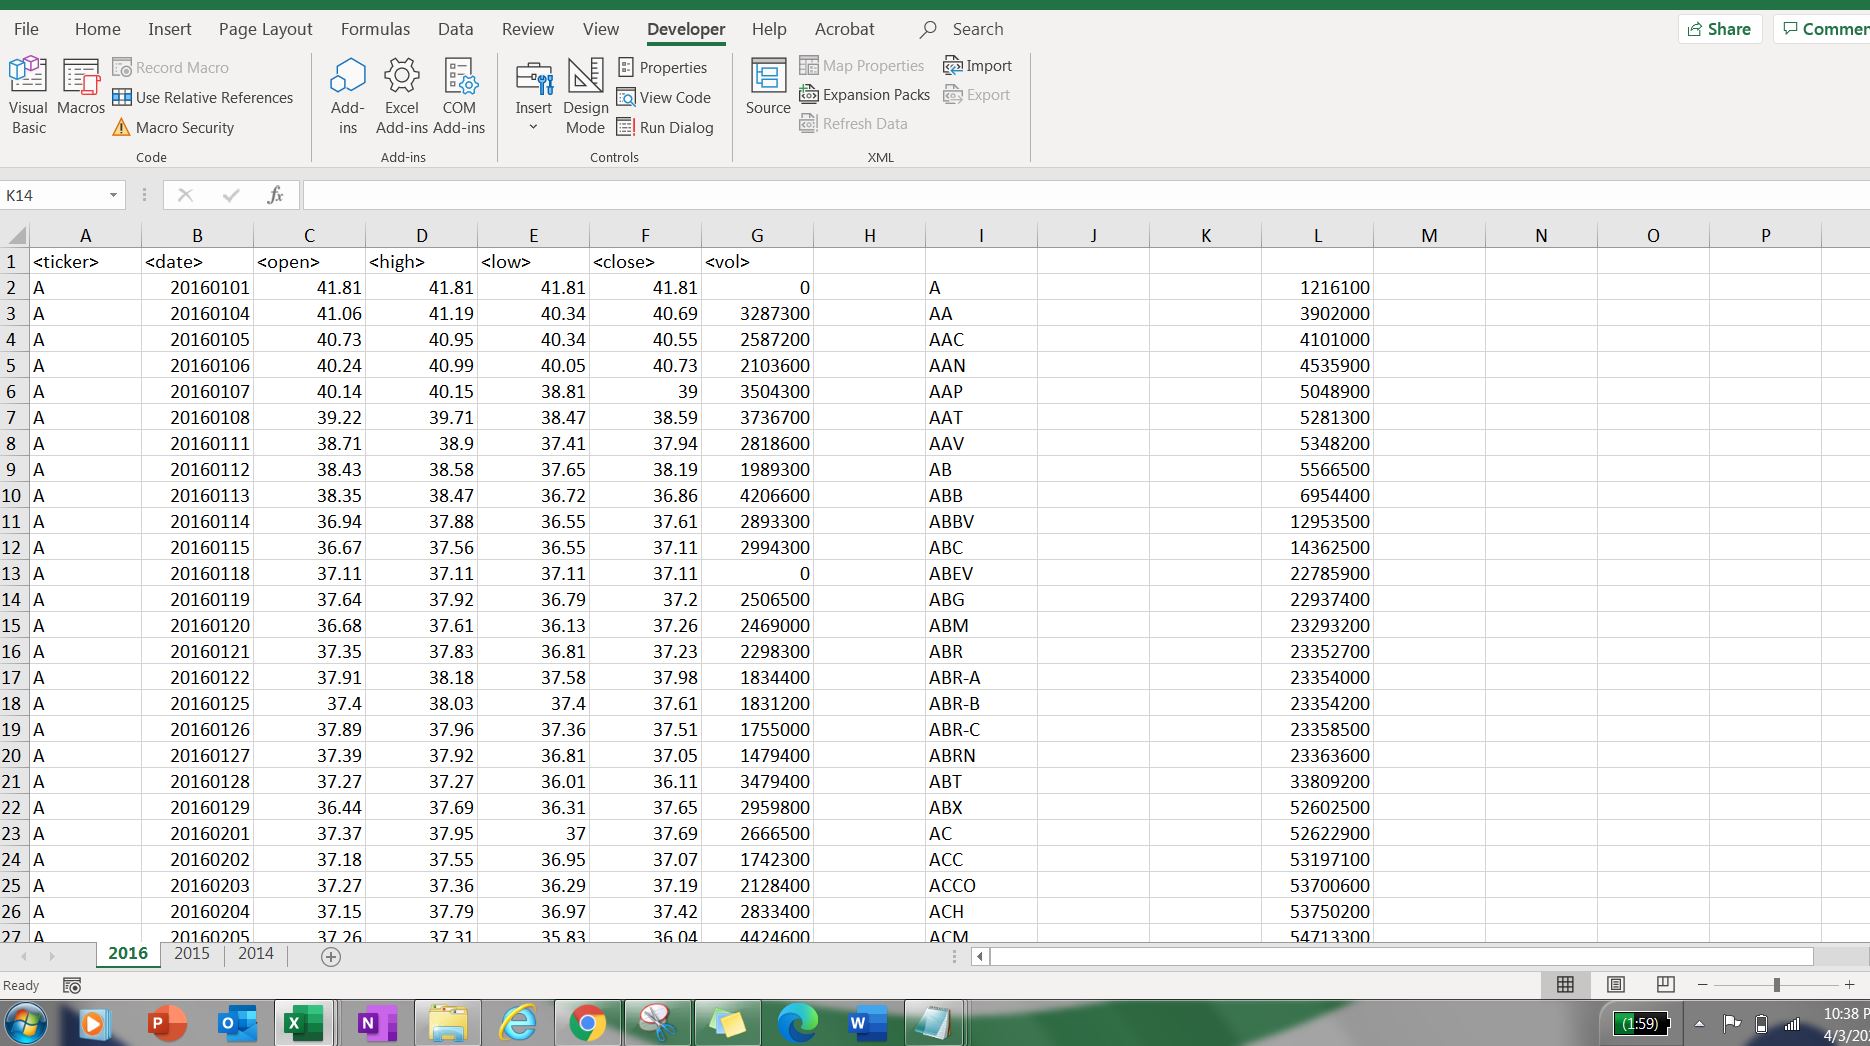 File Home Insert Page Layout Formulas Data Review View Developer Help Acrobat Search Share
Visual Basic
Macros
Record Macro
Use Relative References
Macro Security
Code
Add-ins
Excel Add-ins
COM Add-ins
Add-ins
Insert
Design Mode
Properties
View Code
Run Dialog
Controls
Source
Map Properties
Expansion Packs
Refresh Data
Import
Export
XML
K14 fx
A B C D E F G H I J K L M N O P
1 <ticker> <date> <open> <high> <low> <close> <vol>
2 A 20160101 41.81 41.81 41.81 41.81 0 A 1216100
3 A 20160104 41.06 41.19 40.34 40.69 3287300 AA 3902000
4 A 20160105 40.73 40.95 40.34 40.55 2587200 AAC 4101000
5 A 20160106 40.24 40.99 40.05 40.73 2103600 AAN 4535900
6 A 20160107 40.14 40.15 38.81 39 3504300 AAP 5048900
7 A 20160108 39.22 39.71 38.47 38.59 3736700 AAT 5281300
8 A 20160111 38.71 38.9 37.41 37.94 2818600 AAV 5348200
9 A 20160112 38.43 38.58 37.65 38.19 1989300 AB 5566500
10 A 20160113 38.35 38.47 36.72 36.86 4206600 ABB 6954400
11 A 20160114 36.94 37.88 36.55 37.61 2893300 ABBV 12953500
12 A 20160115 36.67 37.56 36.55 37.11 2994300 ABC 14362500
13 A 20160118 37.11 37.11 37.11 37.11 0 ABEV 22785900
14 A 20160119 37.64 37.92 36.79 37.2 2506500 ABG 22937400
15 A 20160120 36.68 37.61 36.13 37.26 2469000 ABM 23293200
16 A 20160121 37.35 37.83 36.81 37.23 2298300 ABR 23352700
17 A 20160122 37.91 38.18 37.58 37.98 1834400 ABR-A 23354000
18 A 20160125 37.4 38.03 37.4 37.61 1831200 ABR-B 23354200
19 A 20160126 37.89 37.96 37.36 37.51 1755000 ABR-C 23358500
20 A 20160127 37.39 37.92 36.81 37.05 1479400 ABRN 23363600
21 A 20160128 37.27 37.27 36.01 36.11 3479400 ABT 33809200
22 A 20160129 36.44 37.69 36.31 37.65 2959800 ABX 52602500
23 A 20160201 37.37 37.95 37 37.69 2666500 AC 52622900
24 A 20160202 37.18 37.55 36.95 37.07 1742300 ACC 53197100
25 A 20160203 37.27 37.36 36.29 37.19 2128400 ACCO 53700600
26 A 20160204 37.15 37.79 36.97 37.42 2833400 ACH 53750200
27 A 20160205 37.26 37.31 35.83 36.04 4424600 ACM 54713300
2016 2015 2014
Ready
(1:59)
10:38
4/3/20